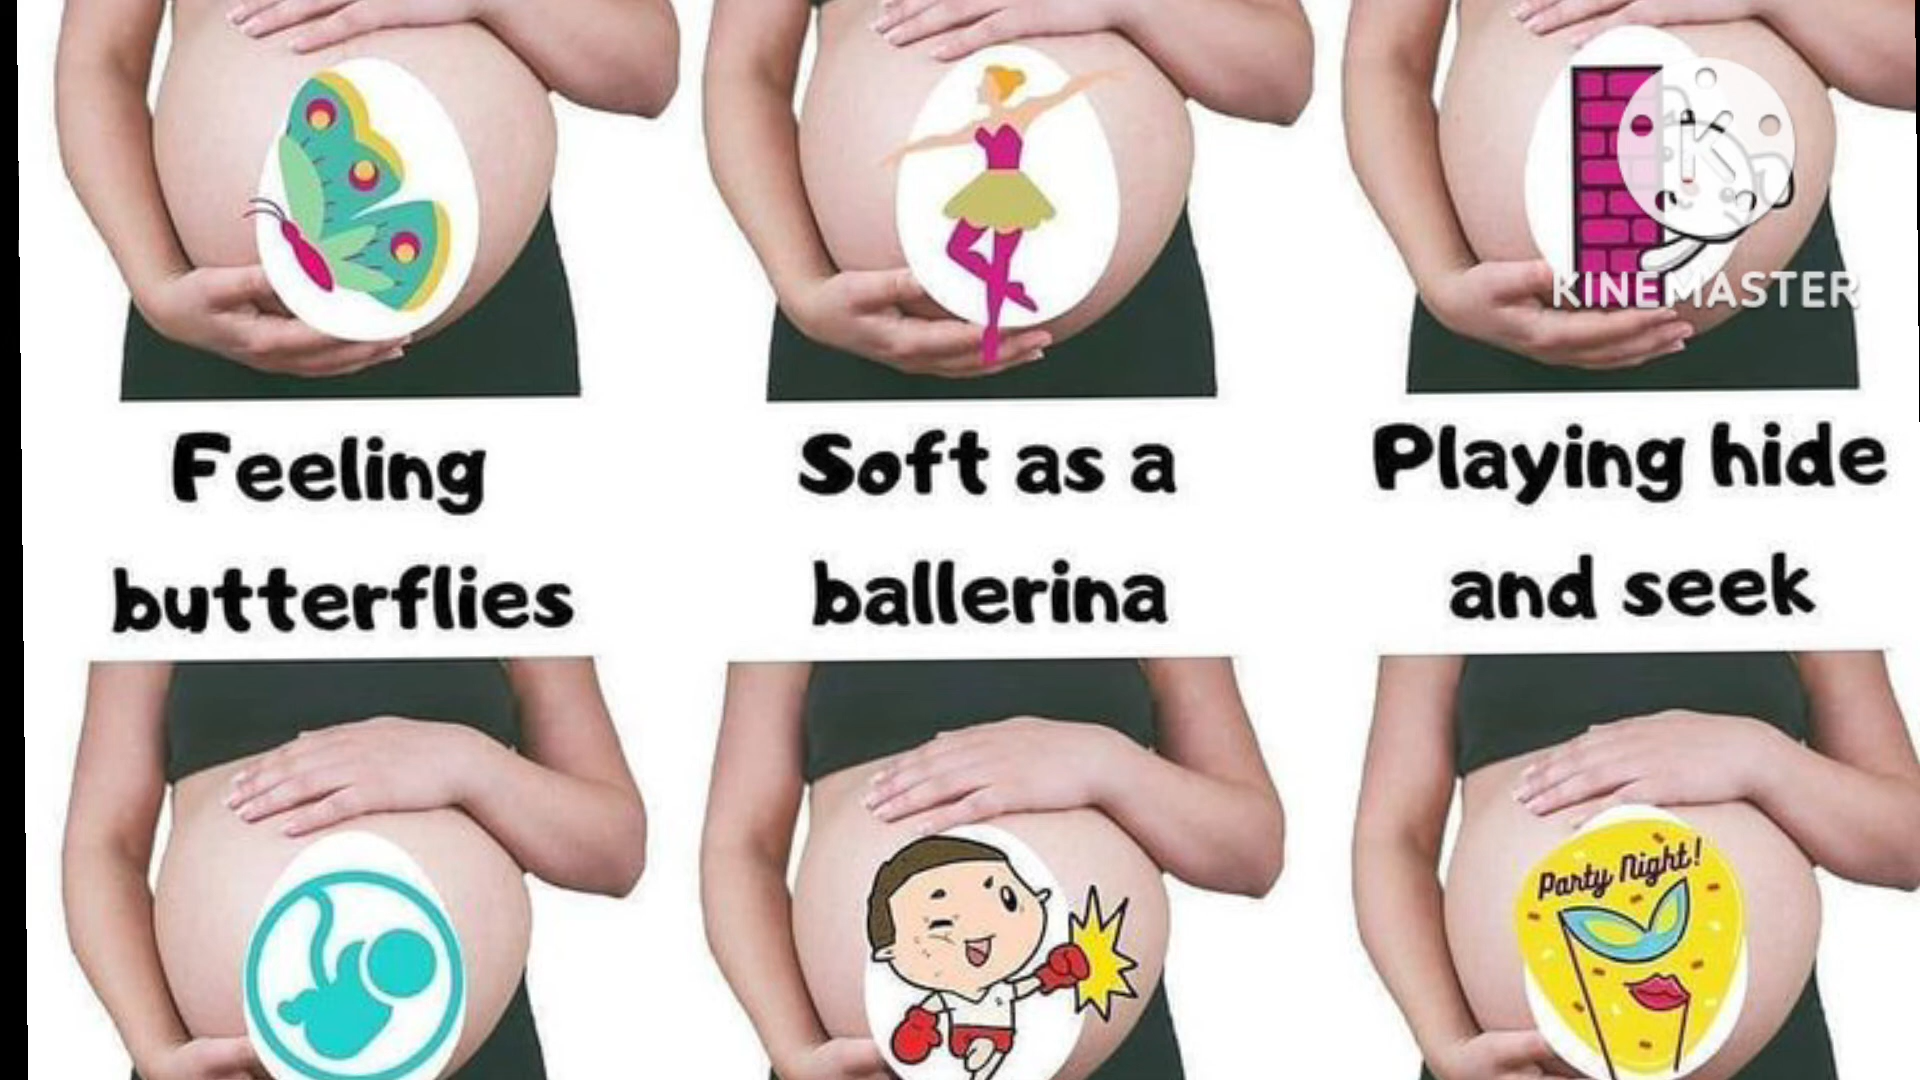 K
KINEMASTER
Feeling
butterflies
Soft as a
ballerina
Playing hide
and seek
Party Night!